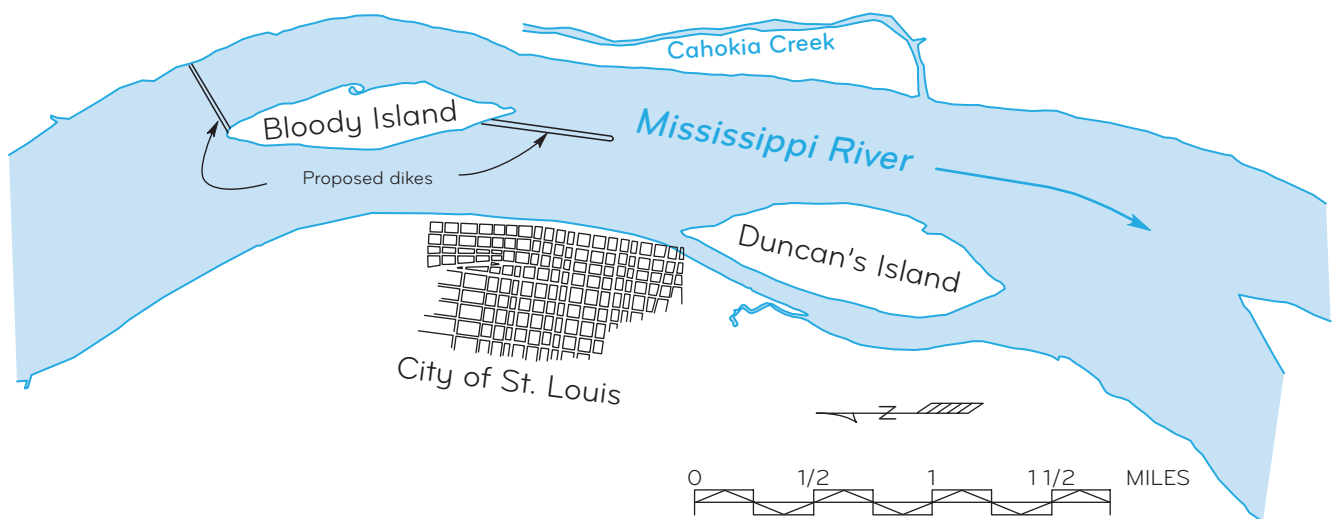 Cahokia Creek
Bloody Island
Mississippi River
Proposed dikes
Duncan's Island
City of St. Louis
N
0 1/2 1 1 1/2 MILES